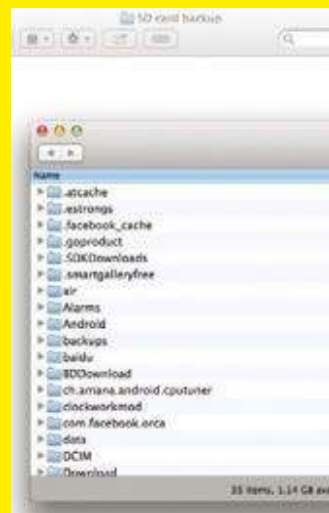 SD card backup
Name
.atcache
.estrongs
.facebook_cache
.goproduct
.SDKDownloads
.smartgalleryfree
air
Alarms
Android
backups
baidu
BDDownload
ch.amana.android.cputuner
clockworkmod
com.facebook.orca
data
DCIM
Download
35 items, 1.14 GB